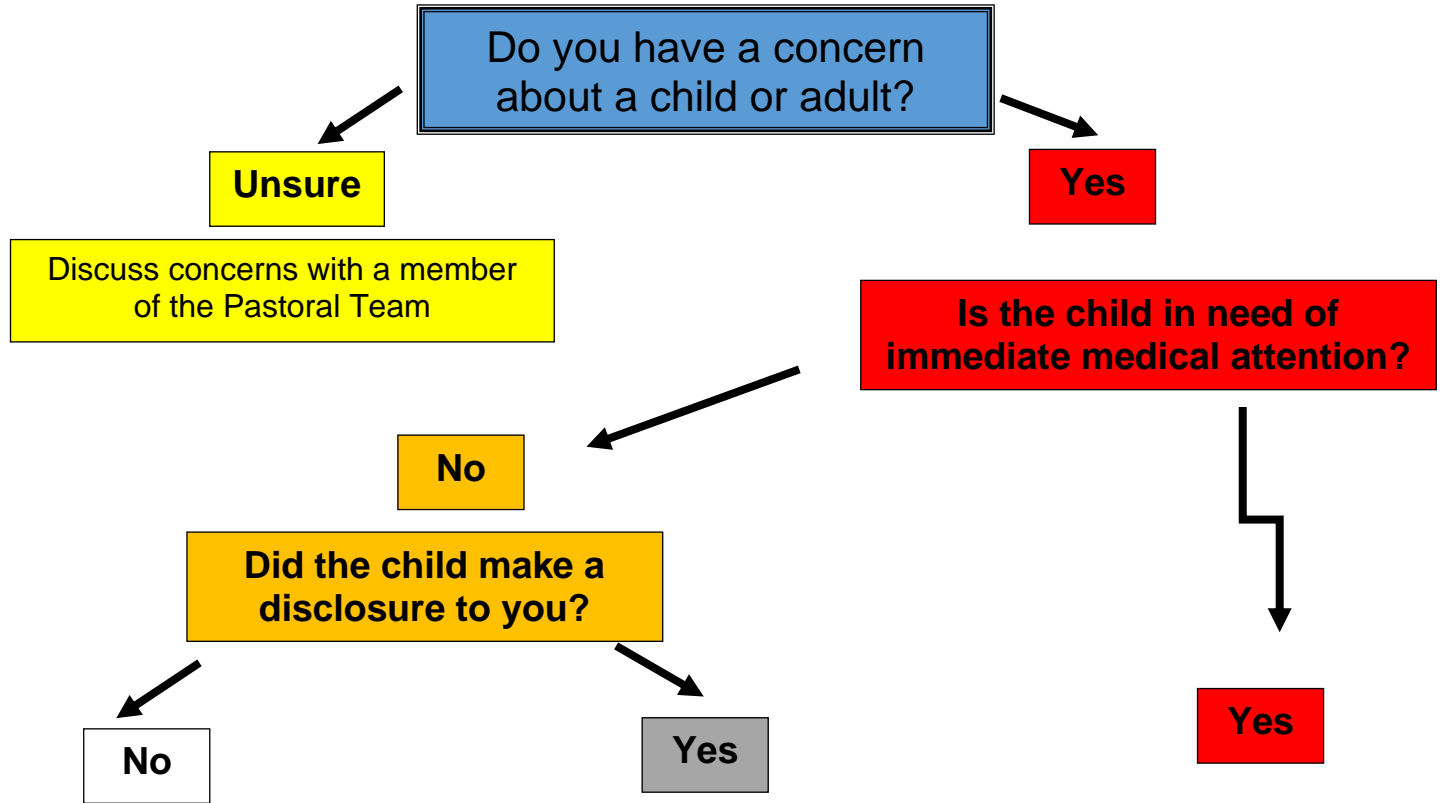 Do you have a concern
about a child or adult?
Unsure
Yes
Discuss concerns with a member
of the Pastoral Team
Is the child in need of
immediate medical attention?
No
Did the child make a
disclosure to you?
No
Yes
Yes